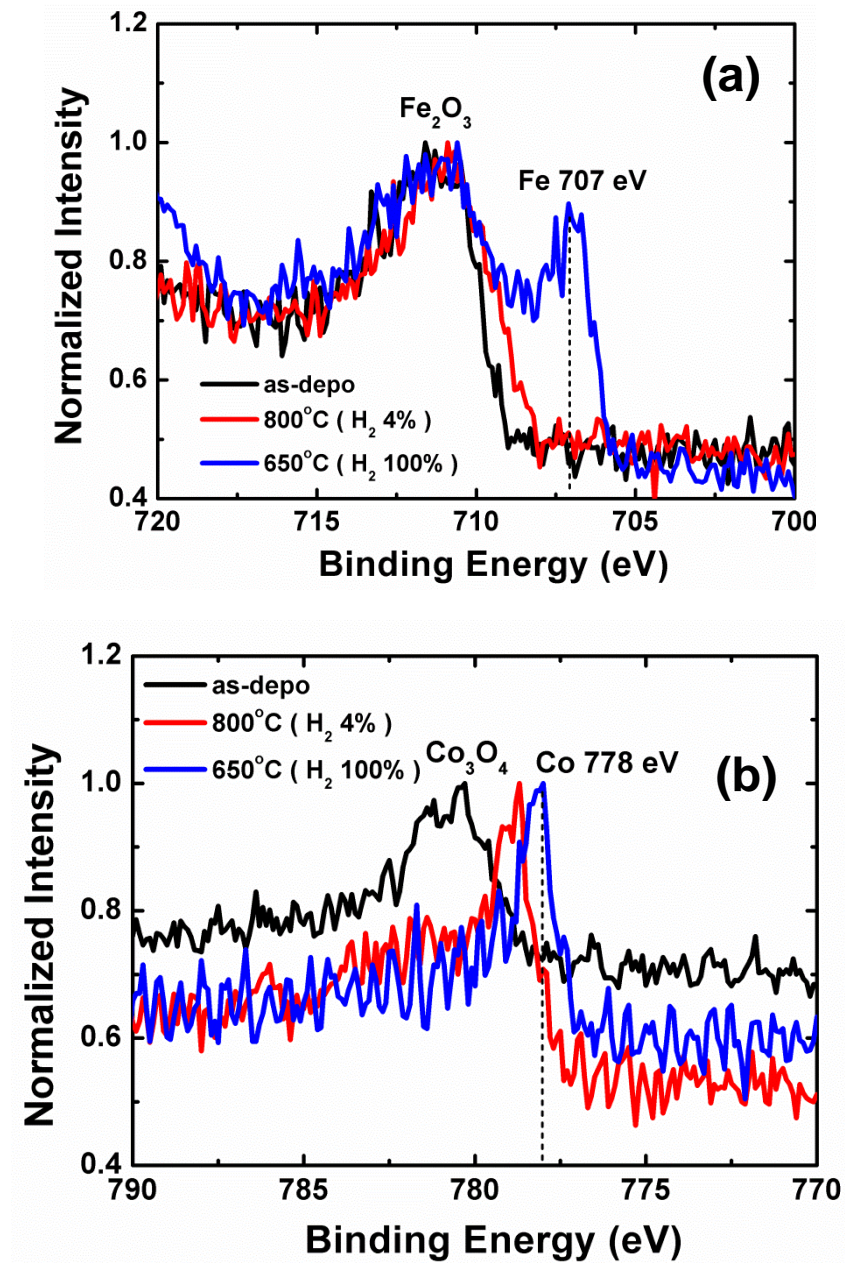 1.2
(a)
Fe₂O₃
1.0
Fe 707 eV
Normalized Intensity
0.8
0.6
as-depo
800°C ( H₂ 4% )
650°C ( H₂ 100% )
0.4
720 715 710 705 700
Binding Energy (eV)
1.2
as-depo
800°C ( H₂ 4% )
650°C ( H₂ 100% )
Co₃O₄
Co 778 eV
(b)
1.0
Normalized Intensity
0.8
0.6
0.4
790 785 780 775 770
Binding Energy (eV)